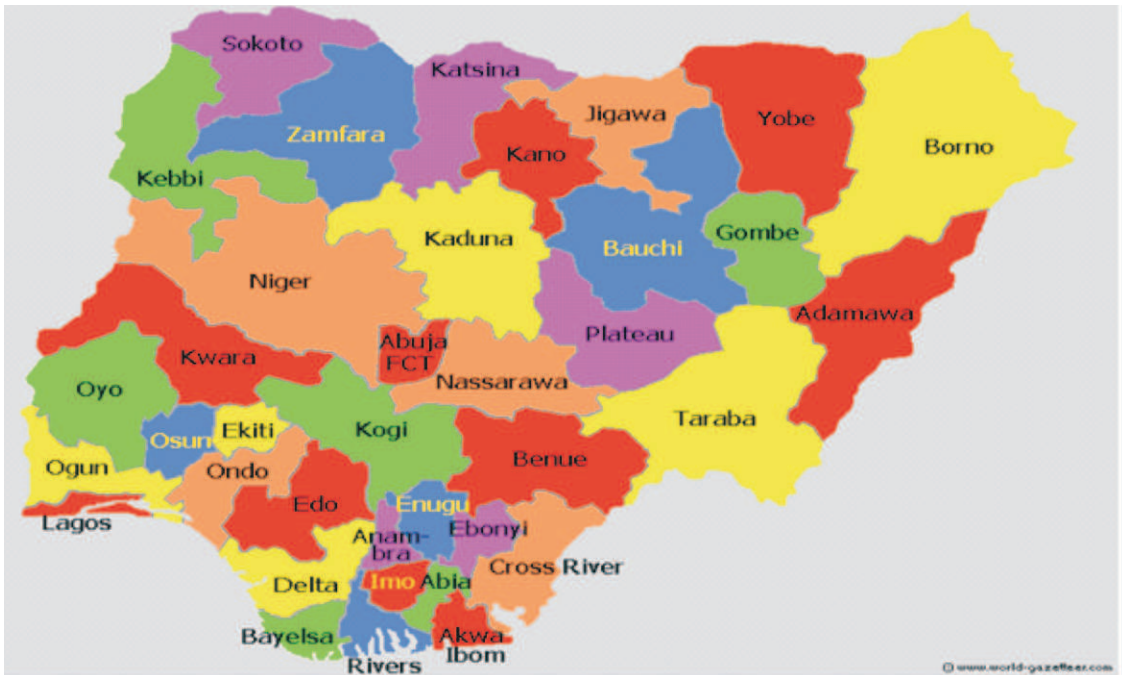 Sokoto
Katsina
Zamfara
Jigawa
Yobe
Borno
Kano
Kebbi
Kaduna
Bauchi
Gombe
Niger
Adamawa
Plateau
Abuja
FCT
Kwara
Nassarawa
Oyo
Taraba
Kogi
Osun
Ekiti
Benue
Ogun
Ondo
Edo
Enugu
Lagos
Ebonyi
Anam-
bra
Cross River
Delta
Imo
Abia
Bayelsa
Akwa
Ibom
Rivers
© www.world-gazetteer.com